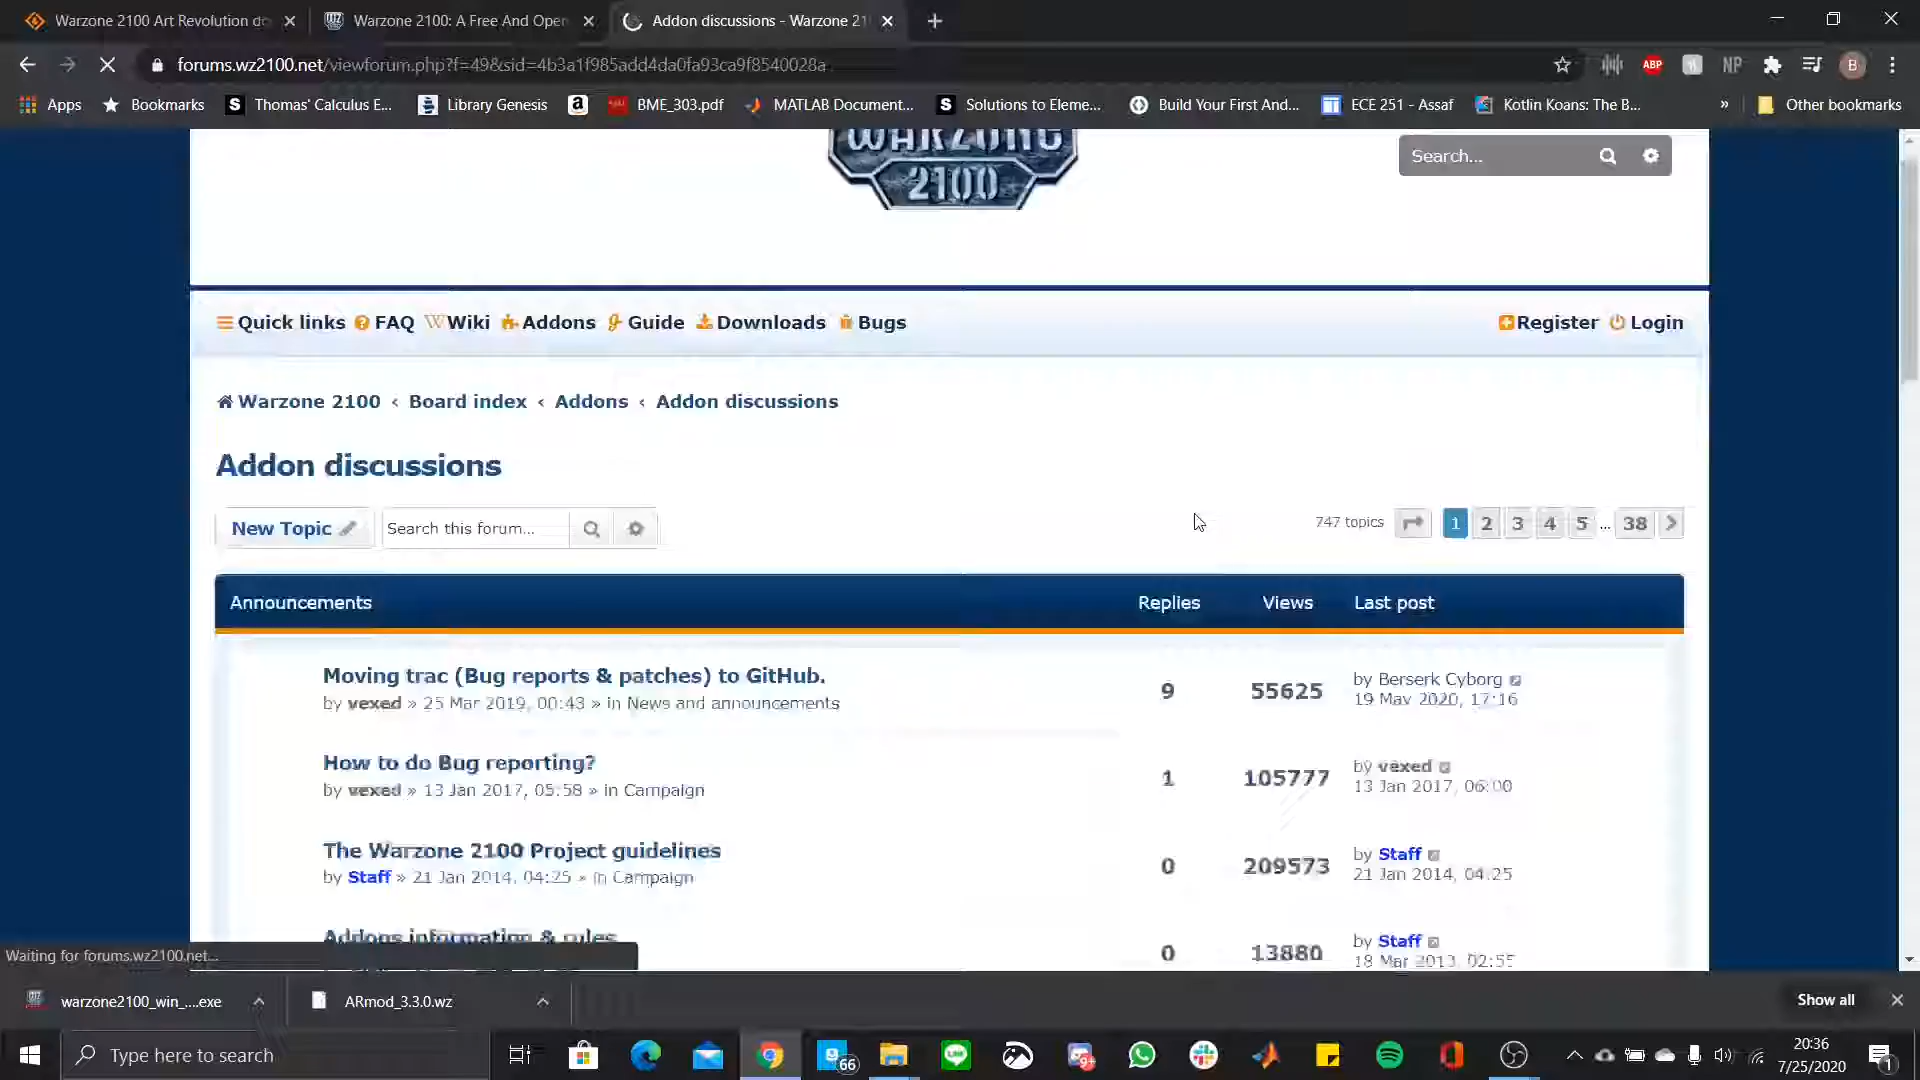 Warzone 2100 Art Revolution do
Warzone 2100: A Free And Open
Addon discussions - Warzone 21
forums.wz2100.net/viewforum.php?f=49&sid=4b3a1f985add4da0fa93ca9f8540028a
ABP
NP
B
Apps
Bookmarks
Thomas' Calculus E...
Library Genesis
BME_303.pdf
MATLAB Document...
Solutions to Eleme...
Build Your First And...
ECE 251 - Assaf
Kotlin Koans: The B...
»
Other bookmarks
WARZONE
2100
Search...
Quick links
FAQ
Wiki
Addons
Guide
Downloads
Bugs
Register
Login
Warzone 2100 ‹ Board index ‹ Addons ‹ Addon discussions
Addon discussions
New Topic
Search this forum...
747 topics
1 2 3 4 5 ... 38
Announcements Replies Views Last post
Moving trac (Bug reports & patches) to GitHub.
by vexed » 25 Mar 2019, 00:43 » in News and announcements
9
55625
by Berserk Cyborg
19 May 2020, 17:16
How to do Bug reporting?
by vexed » 13 Jan 2017, 05:58 » in Campaign
1
105777
by vexed
13 Jan 2017, 06:00
The Warzone 2100 Project guidelines
by Staff » 21 Jan 2014, 04:25 » in Campaign
0
209573
by Staff
21 Jan 2014, 04:25
Addons information & rules
0
13880
by Staff
18 Mar 2013, 02:55
Waiting for forums.wz2100.net...
warzone2100_win_....exe
ARmod_3.3.0.wz
Show all
Type here to search
66
9+
20:36
7/25/2020
1